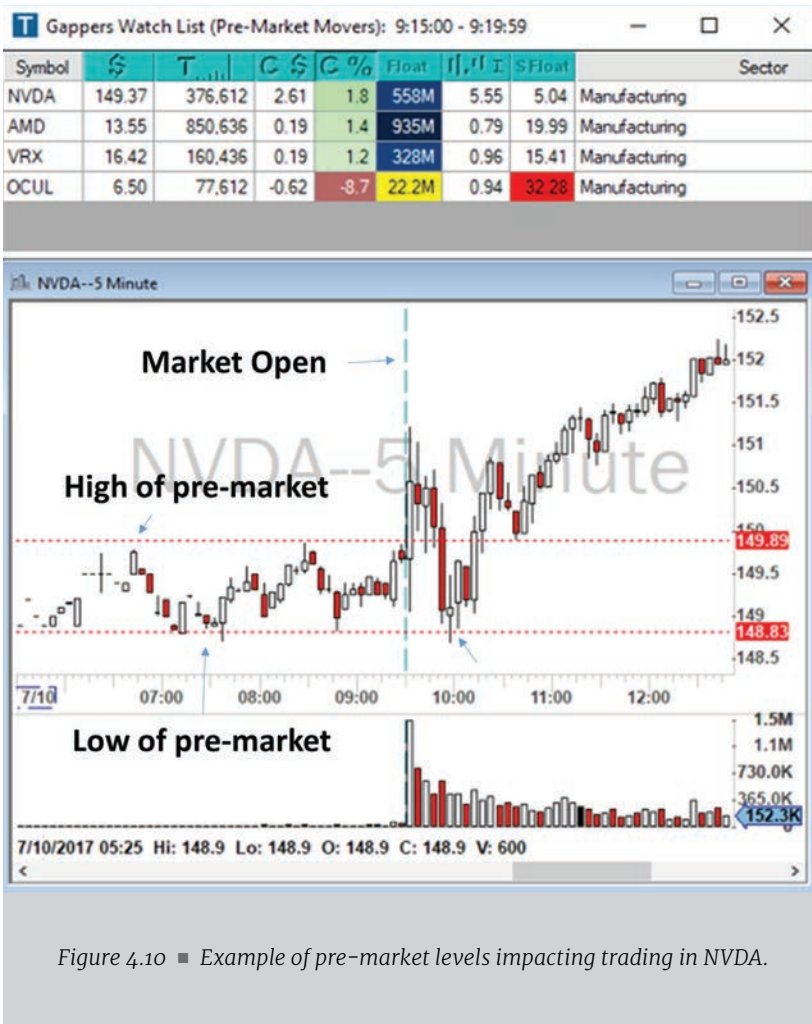 T Gappers Watch List (Pre-Market Movers): 9:15:00 - 9:19:59
Symbol $ T C $ C % Float SFloat Sector
NVDA 149.37 376,612 2.61 1.8 558M 5.55 5.04 Manufacturing
AMD 13.55 850,636 0.19 1.4 935M 0.79 19.99 Manufacturing
VRX 16.42 160,436 0.19 1.2 328M 0.96 15.41 Manufacturing
OCUL 6.50 77,612 -0.62 -8.7 22.2M 0.94 32.28 Manufacturing
NVDA--5 Minute
NVDA--5 Minute
Market Open
High of pre-market
Low of pre-market
152.5
152
151.5
151
150.5
150
149.89
149.5
149
148.83
148.5
7/10 07:00 08:00 09:00 10:00 11:00 12:00
1.5M
1.1M
730.0K
365.0K
152.3K
7/10/2017 05:25 Hi: 148.9 Lo: 148.9 O: 148.9 C: 148.9 V: 600
Figure 4.10 ■ Example of pre-market levels impacting trading in NVDA.